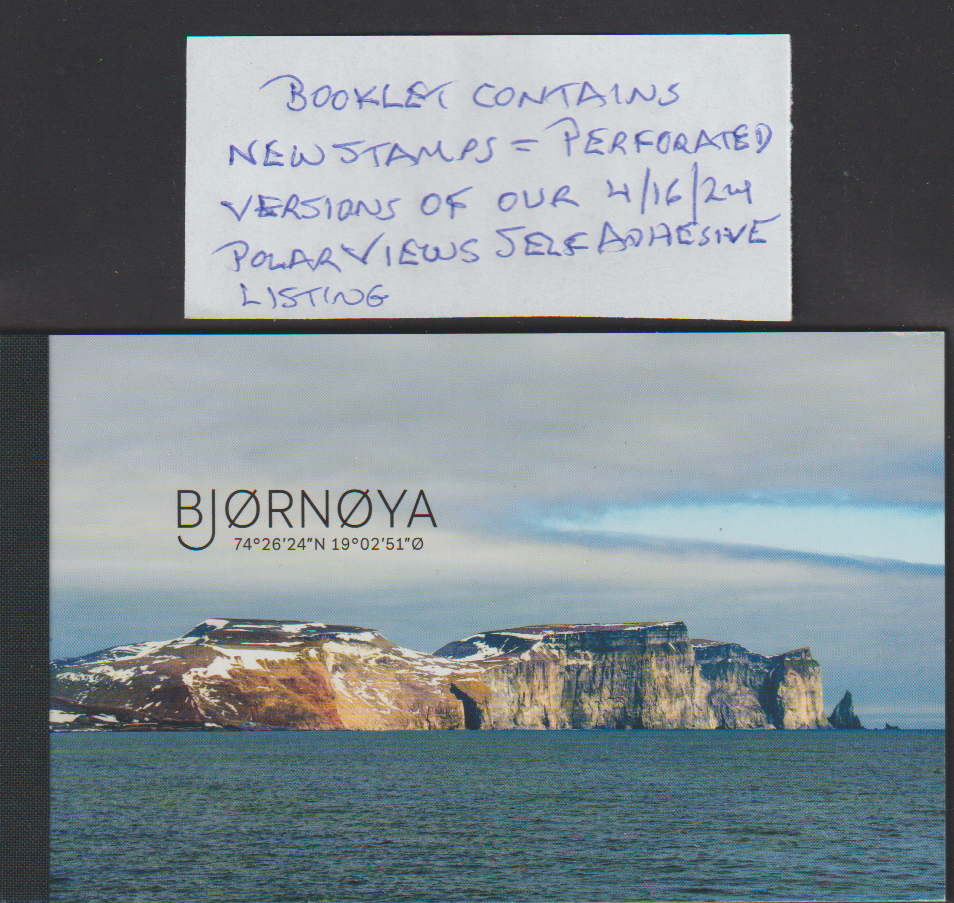 BOOKLET CONTAINS
NEW STAMPS = PERFORATED
VERSIONS OF OUR 4/16/24
POLAR VIEWS SELF ADHESIVE
LISTING
BJØRNØYA
74°26'24"N 19°02'51"Ø